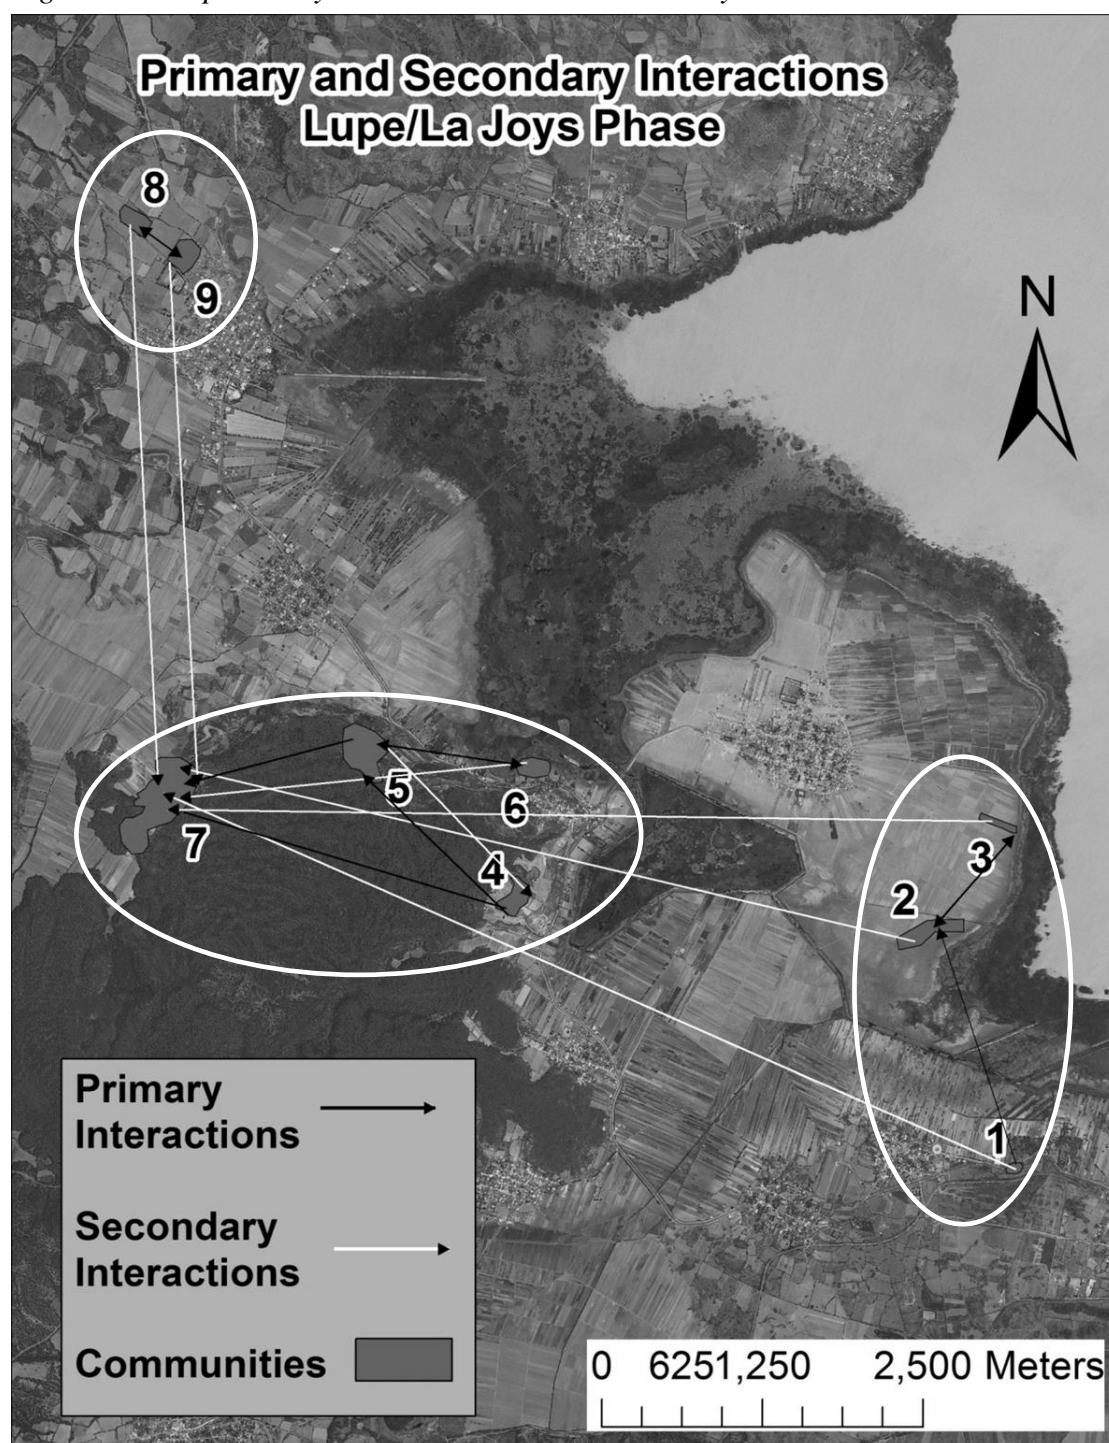 Primary and Secondary Interactions
Lupe/La Joys Phase
8
9
N
5
6
7
4
3
2
1
Primary
Interactions
Secondary
Interactions
Communities
0 6251,250 2,500 Meters